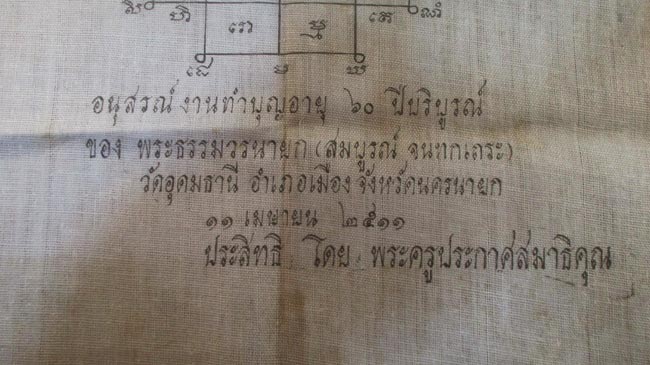 อนุสรณ์ งานทำบุญอายุ ๖๐ ปีบริบูรณ์
ของ พระธรรมวรนายก (สมบูรณ์ จนฺทกเถระ)
วัดอุดมธานี อำเภอเมือง จังหวัดนครนายก
๑๑ เมษายน ๒๕๑๑
ประสิทธิ โดย พระครูประกาศสมาธิคุณ